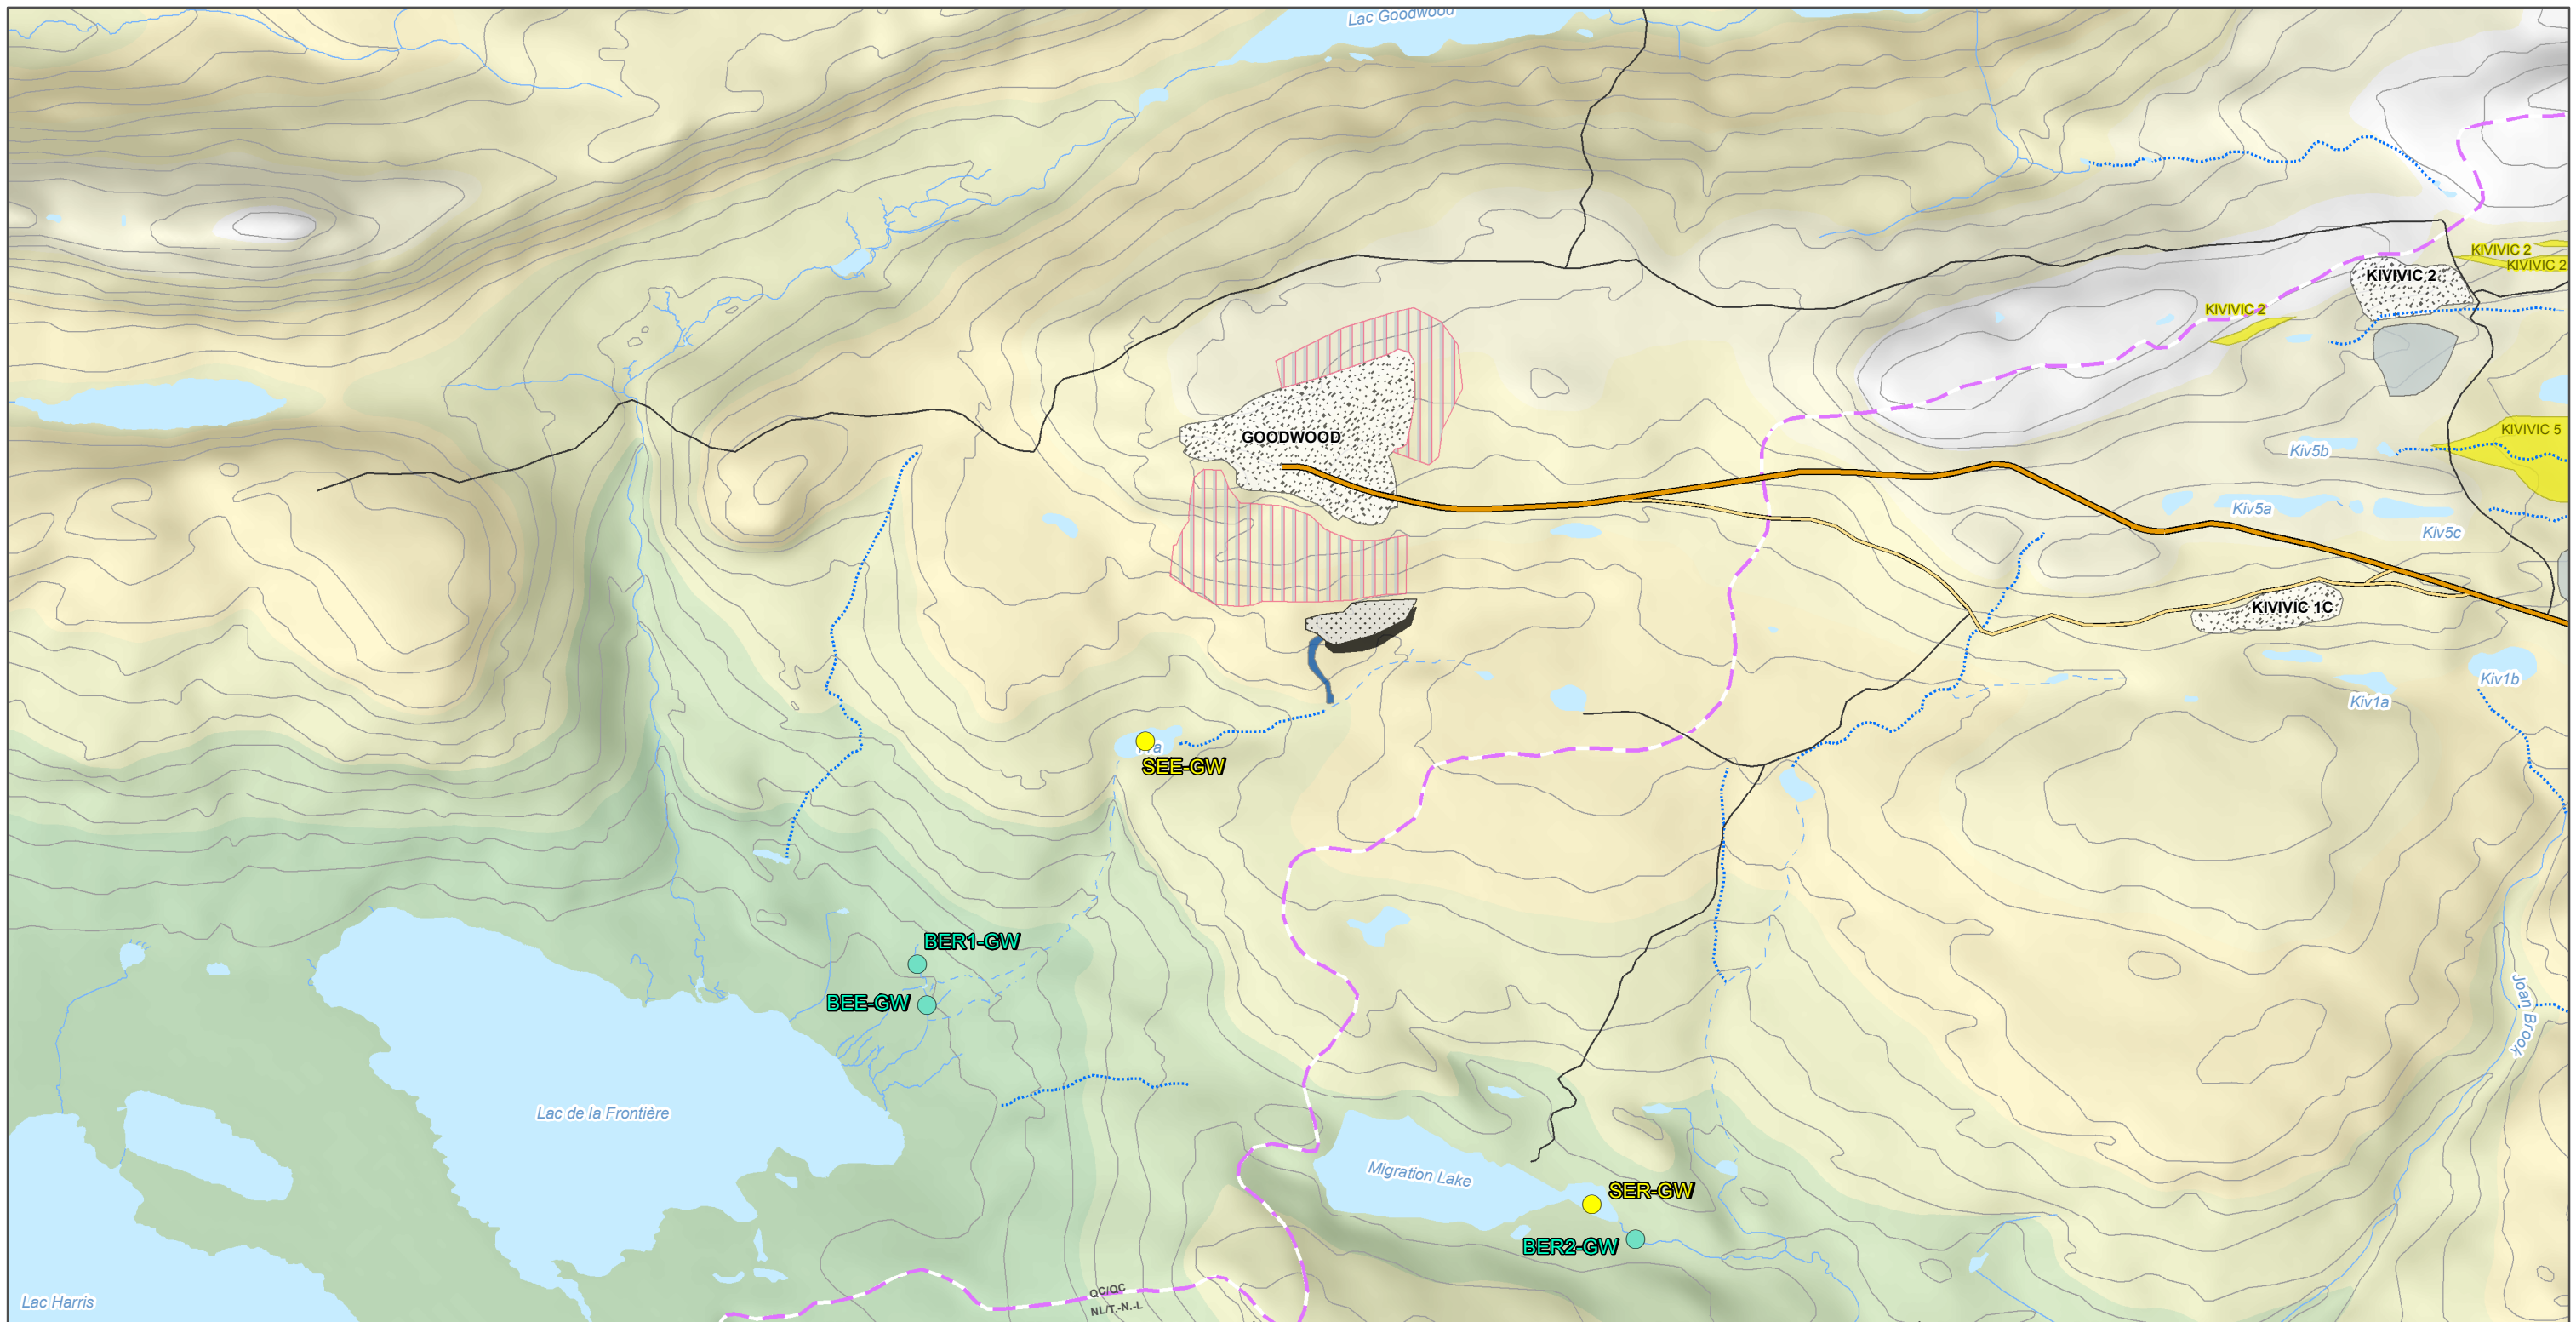 Lac Goodwood
KIVIVIC 2
KIVIVIC 2
KIVIVIC 2
KIVIVIC 2
GOODWOOD
KIVIVIC 5
Kiv5b
Kiv5a
Kiv5c
KIVIVIC 1C
Kiv1b
Kiv1a
SEE-GW
BER1-GW
BEE-GW
Joan Brook
Lac de la Frontière
Migration Lake
SER-GW
BER2-GW
QC/QC
NL/T.-N.-L
Lac Harris